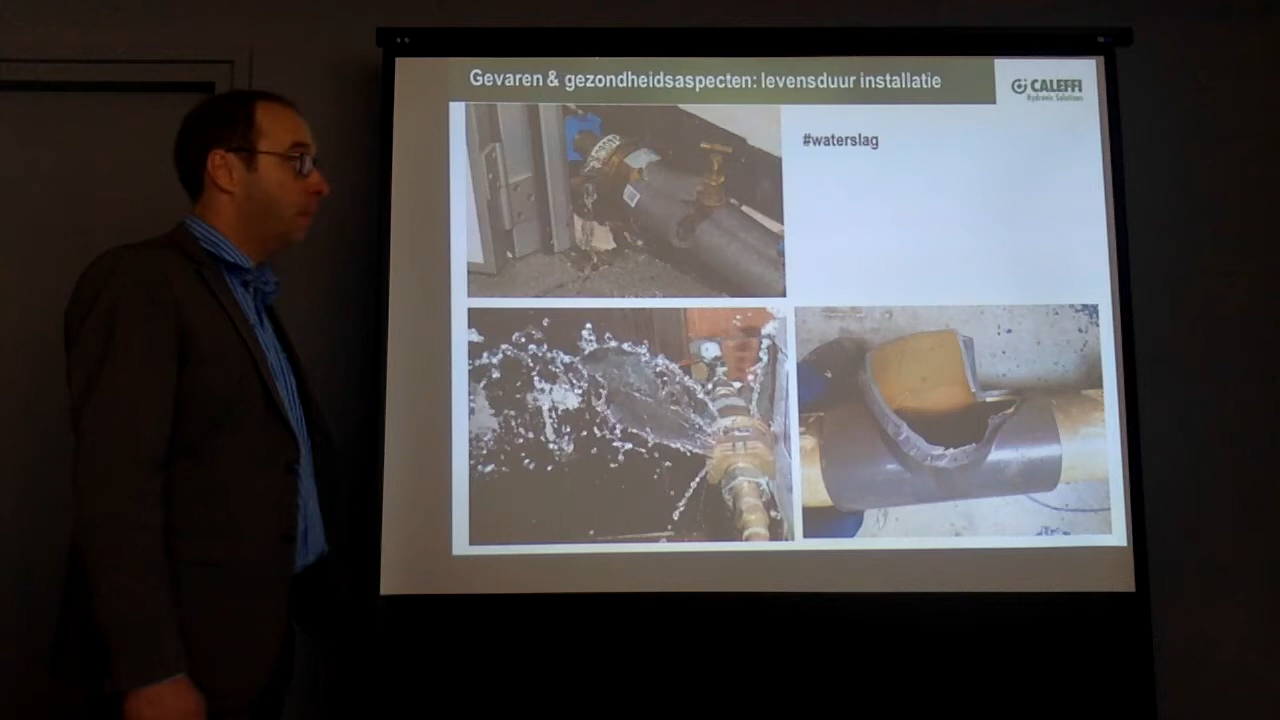 Gevaren & gezondheidsaspecten: levensduur installatie
CALEFFI
Hydronic Solutions
#waterslag